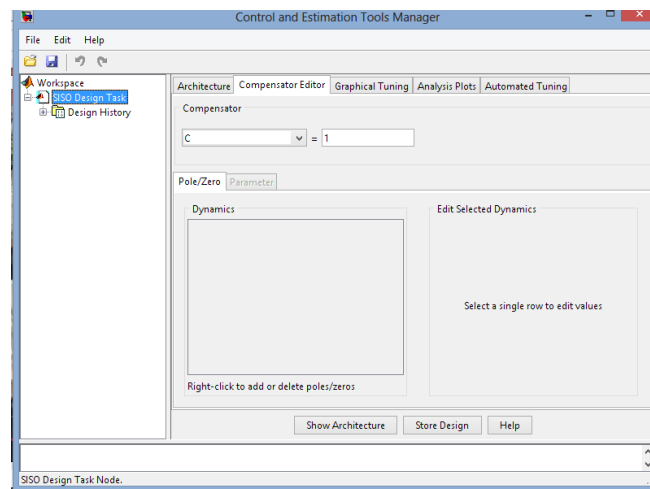 Control and Estimation Tools Manager
File Edit Help
Workspace
SISO Design Task
Design History
Architecture Compensator Editor Graphical Tuning Analysis Plots Automated Tuning
Compensator
C = 1
Pole/Zero Parameter
Dynamics
Edit Selected Dynamics
Select a single row to edit values
Right-click to add or delete poles/zeros
Show Architecture Store Design Help
SISO Design Task Node.